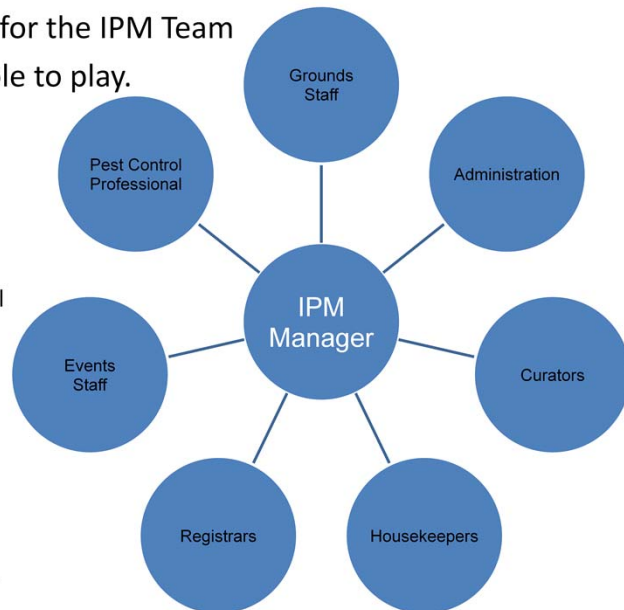 for the IPM Team
le to play.
Grounds
Staff
Pest Control
Professional
Administration
IPM
Manager
Events
Staff
Curators
Registrars
Housekeepers